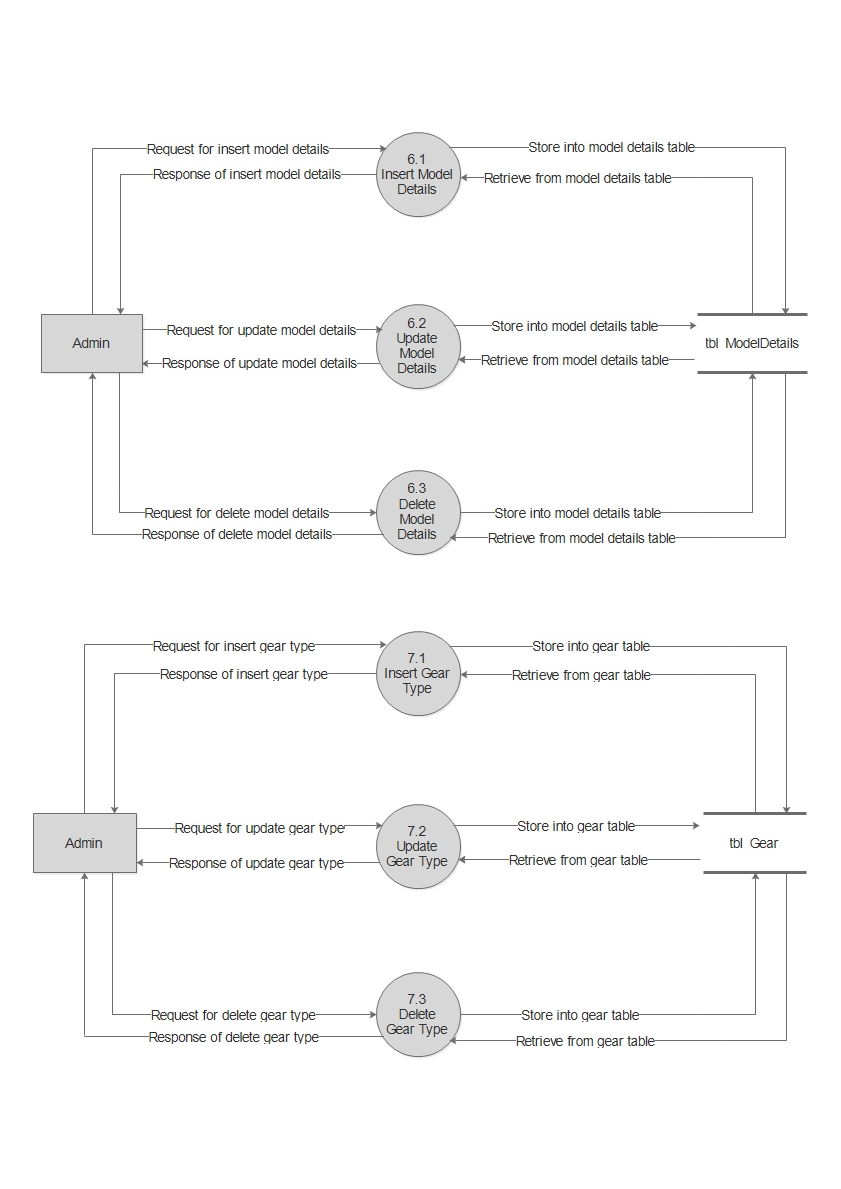 Request for insert model details
Response of insert model details
6.1
Insert Model
Details
Store into model details table
Retrieve from model details table
Admin
Request for update model details
Response of update model details
6.2
Update
Model
Details
Store into model details table
Retrieve from model details table
tbl ModelDetails
Request for delete model details
Response of delete model details
6.3
Delete
Model
Details
Store into model details table
Retrieve from model details table
Request for insert gear type
Response of insert gear type
7.1
Insert Gear
Type
Store into gear table
Retrieve from gear table
Admin
Request for update gear type
Response of update gear type
7.2
Update
Gear Type
Store into gear table
Retrieve from gear table
tbl Gear
Request for delete gear type
Response of delete gear type
7.3
Delete
Gear Type
Store into gear table
Retrieve from gear table